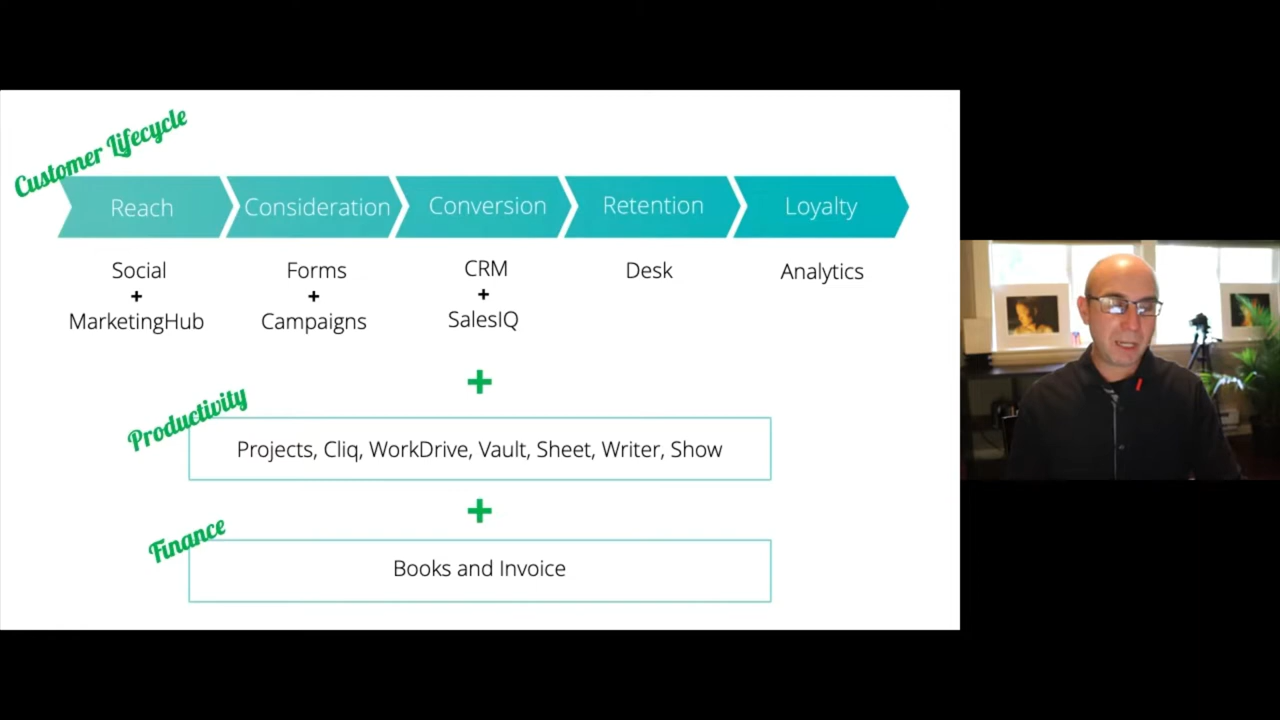 Customer Lifecycle
Reach
Consideration
Conversion
Retention
Loyalty
Social
+
MarketingHub
Forms
+
Campaigns
CRM
+
SalesIQ
Desk
Analytics
+
Productivity
Projects, Cliq, WorkDrive, Vault, Sheet, Writer, Show
+
Finance
Books and Invoice